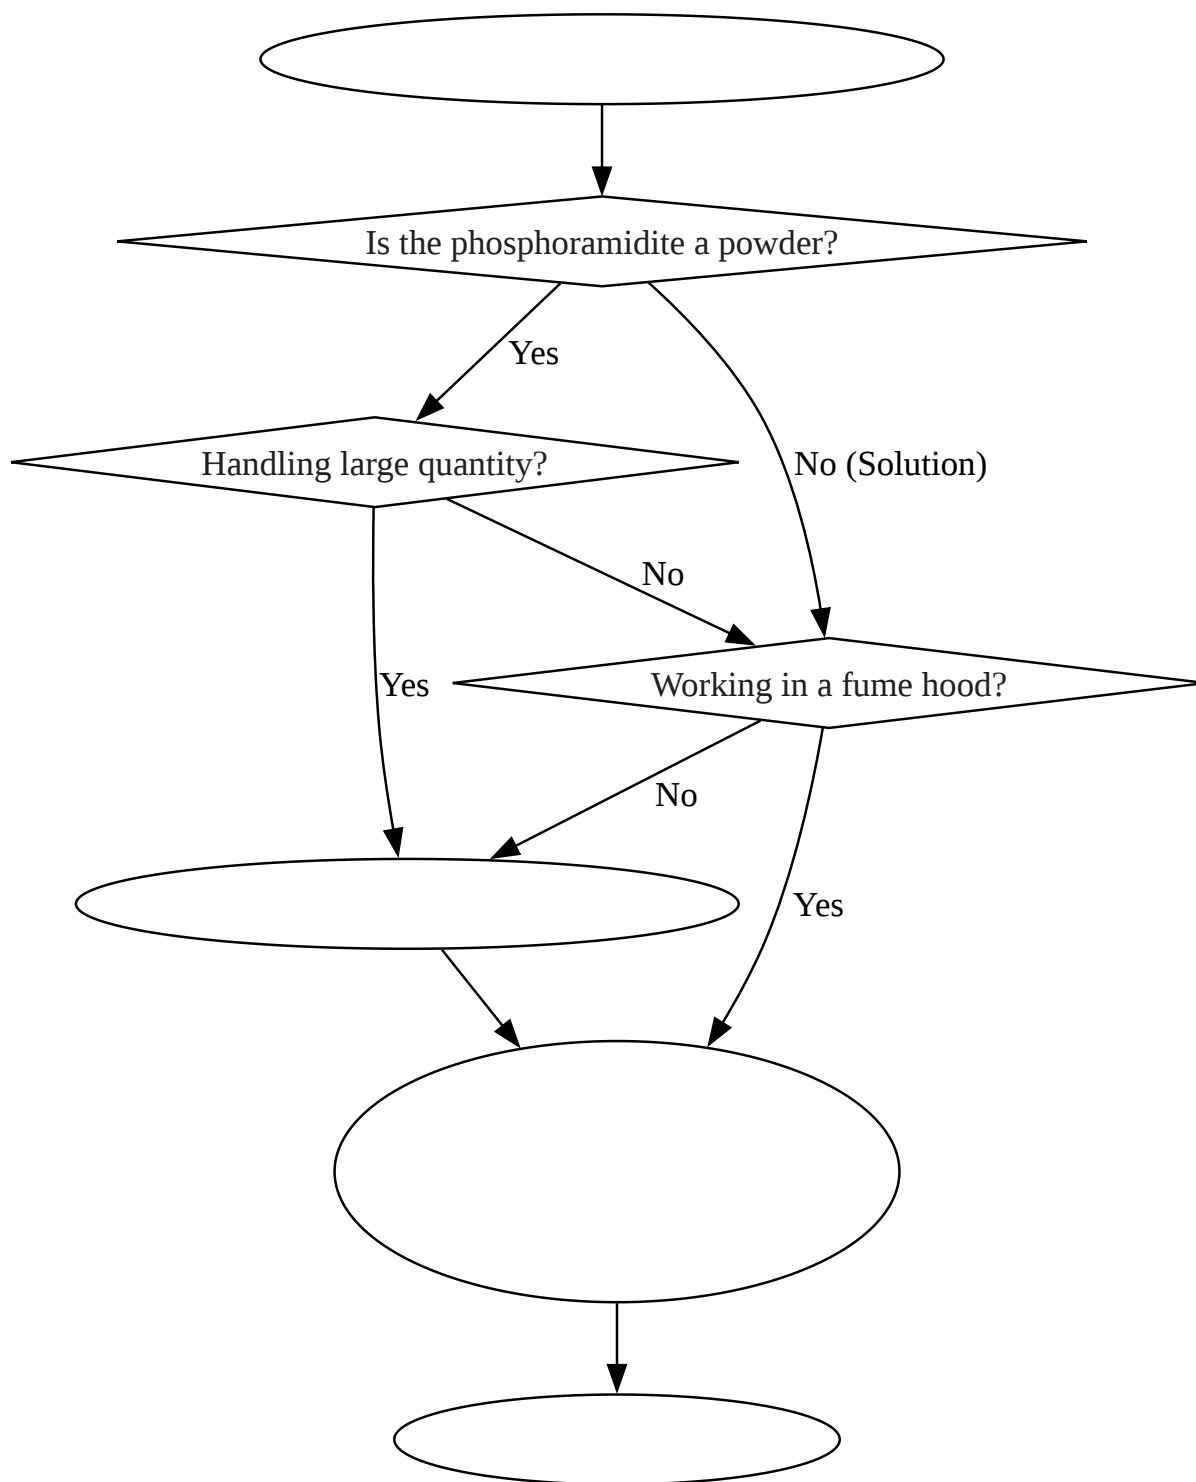 Is the phosphoramidite a powder?
Yes
Handling large quantity?
No (Solution)
No
Yes
Working in a fume hood?
No
Yes